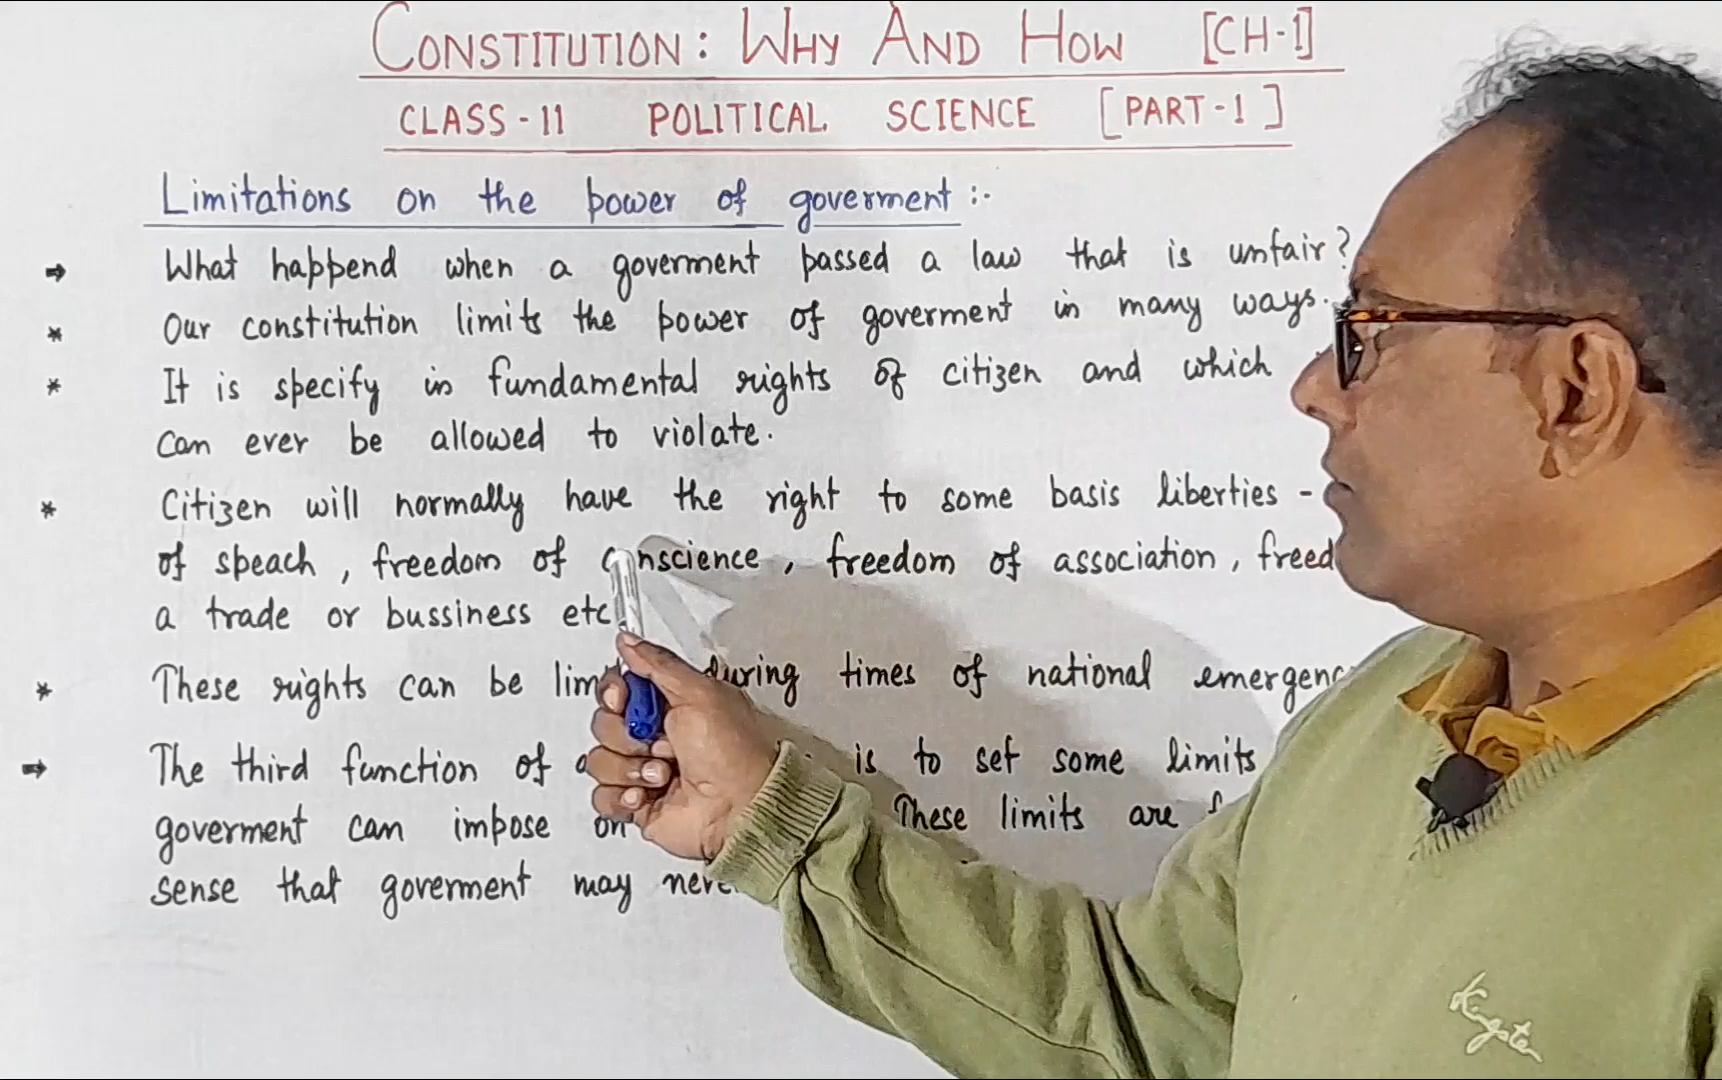 CONSTITUTION: WHY AND HOW [CH-1]
CLASS-11 POLITICAL SCIENCE [PART-1]
Limitations on the power of goverment :-
⇒ What happend when a goverment passed a law that is unfair?
* Our constitution limits the power of goverment in many ways.
* It is specify in fundamental rights of citizen and which
can ever be allowed to violate.
* Citizen will normally have the right to some basis liberties -
of speach, freedom of conscience, freedom of association,
a trade or bussiness etc
* These rights can be during times of national
⇒ The third function of is to set some limits
goverment can impose on These limits are
sense that goverment may
Kingsten